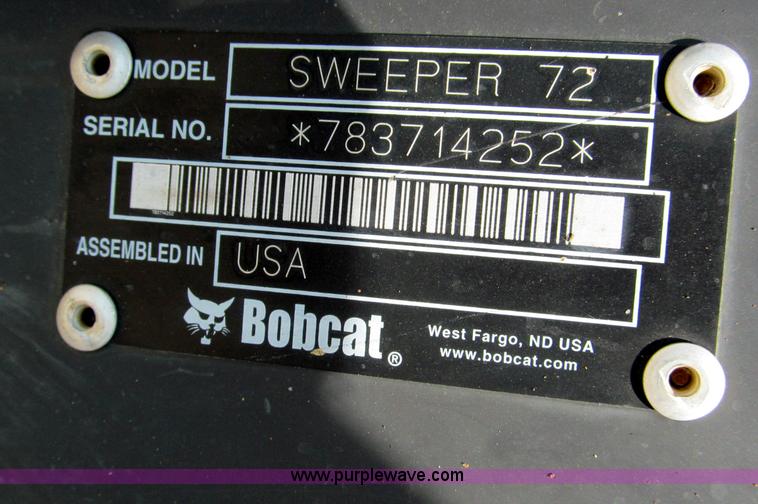 MODEL SWEEPER 72
SERIAL NO. *783714252*
783714252
ASSEMBLED IN USA
Bobcat®
West Fargo, ND USA
www.bobcat.com
www.purplewave.com